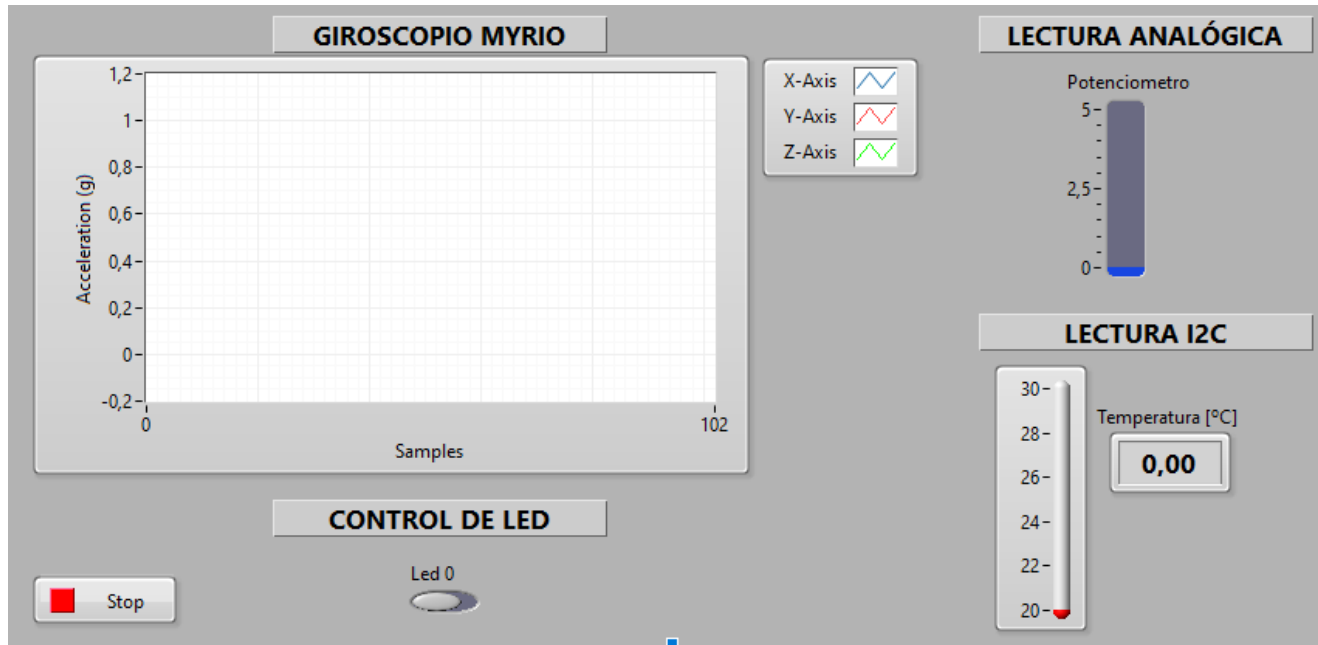 GIROSCOPIO MYRIO
1,2
1
0,8
0,6
0,4
0,2
0
-0,2
Acceleration (g)
0
102
Samples
X-Axis
Y-Axis
Z-Axis
LECTURA ANALÓGICA
Potenciometro
5
2,5
0
LECTURA I2C
30
28
26
24
22
20
Temperatura [ºC]
0,00
CONTROL DE LED
Led 0
Stop